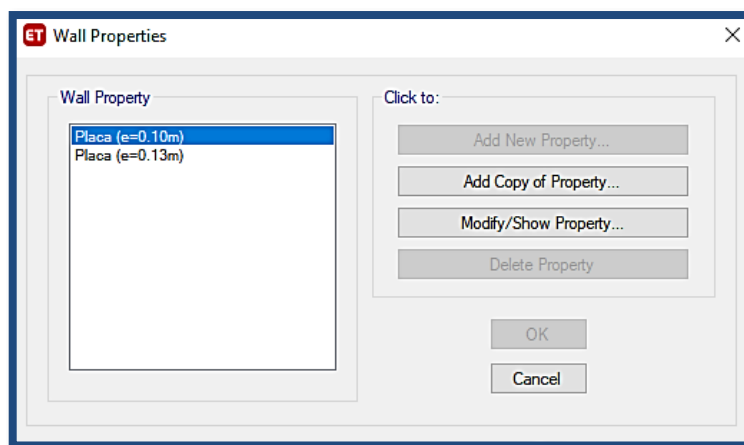 ET Wall Properties
Wall Property
Placa (e=0.10m)
Placa (e=0.13m)
Click to:
Add New Property...
Add Copy of Property...
Modify/Show Property...
Delete Property
OK
Cancel